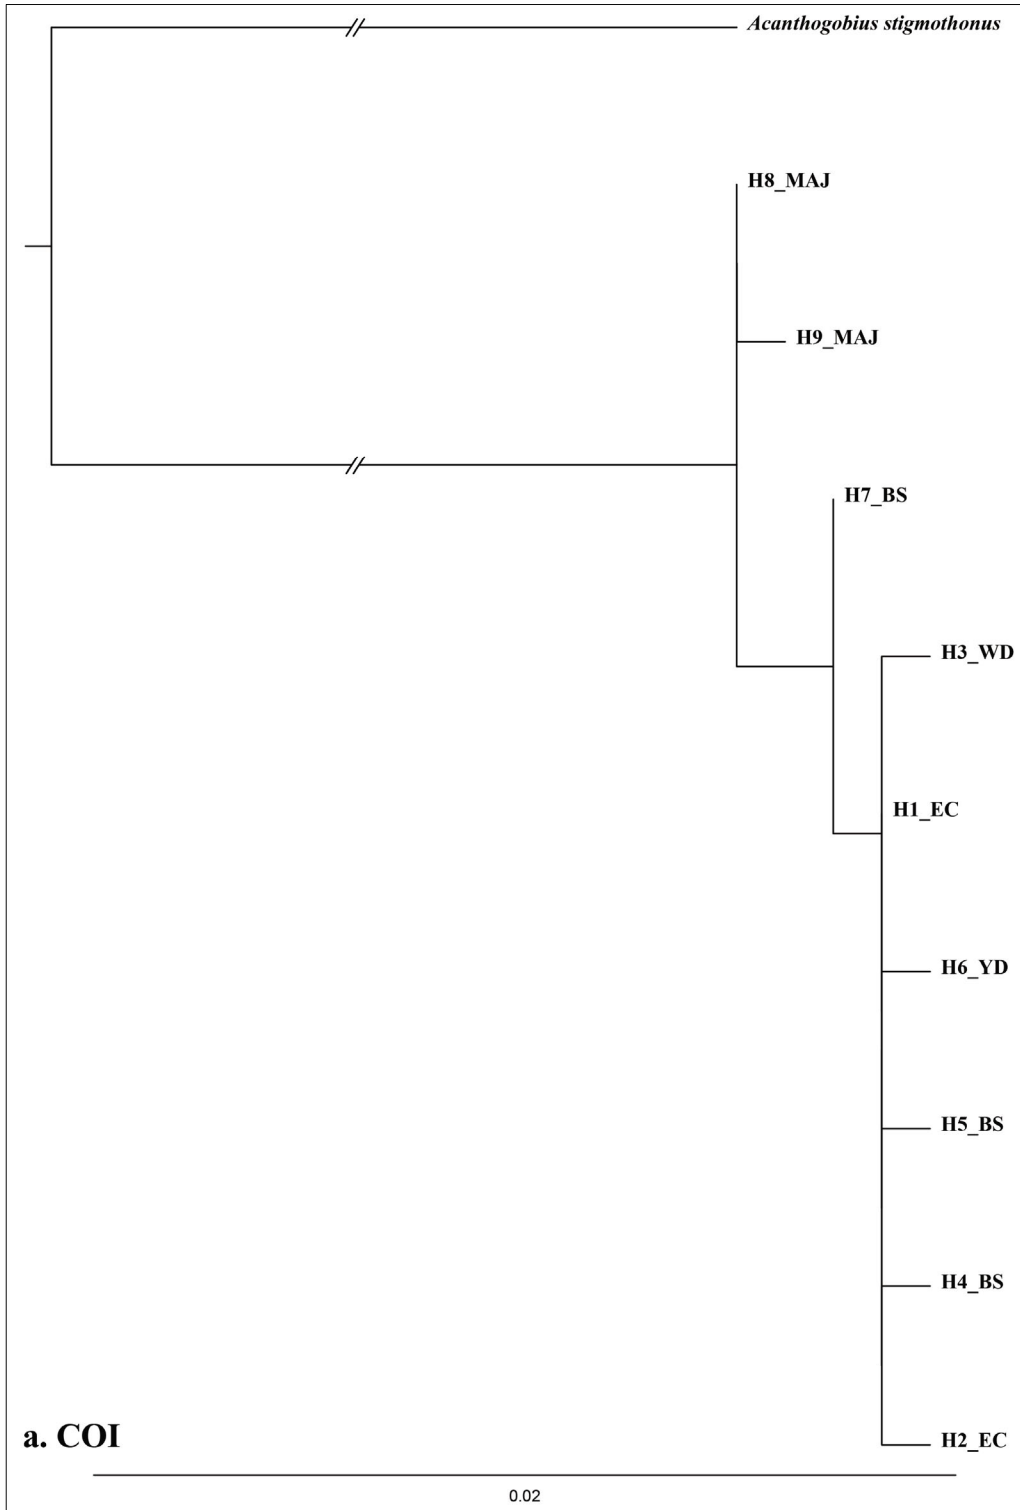 Acanthogobius stigmothonus
H8_MAJ
H9_MAJ
H7_BS
H3_WD
H1_EC
H6_YD
H5_BS
H4_BS
H2_EC
a. COI
0.02